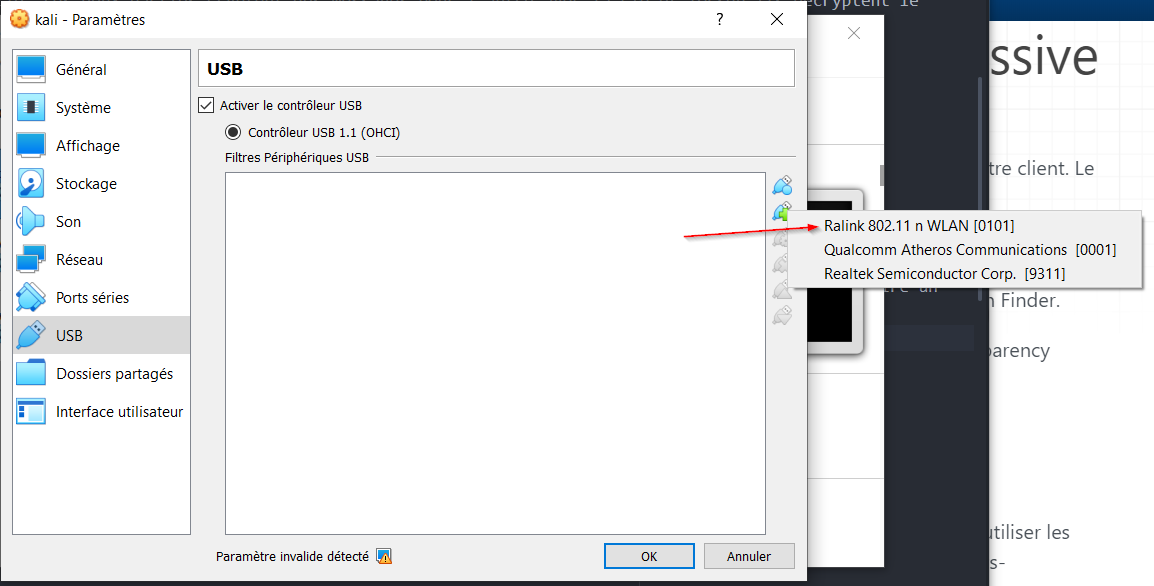 kali - Paramètres
?
cryptent le
ssive
Général
USB
Système
Activer le contrôleur USB
Contrôleur USB 1.1 (OHCI)
Affichage
Filtres Périphériques USB
tre client. Le
Stockage
Son
Ralink 802.11 n WLAN [0101]
Qualcomm Atheros Communications [0001]
Réseau
Realtek Semiconductor Corp. [9311]
Ports séries
n Finder.
USB
parency
Dossiers partagés
Interface utilisateur
utiliser les
Paramètre invalide détecté
OK
Annuler
s-